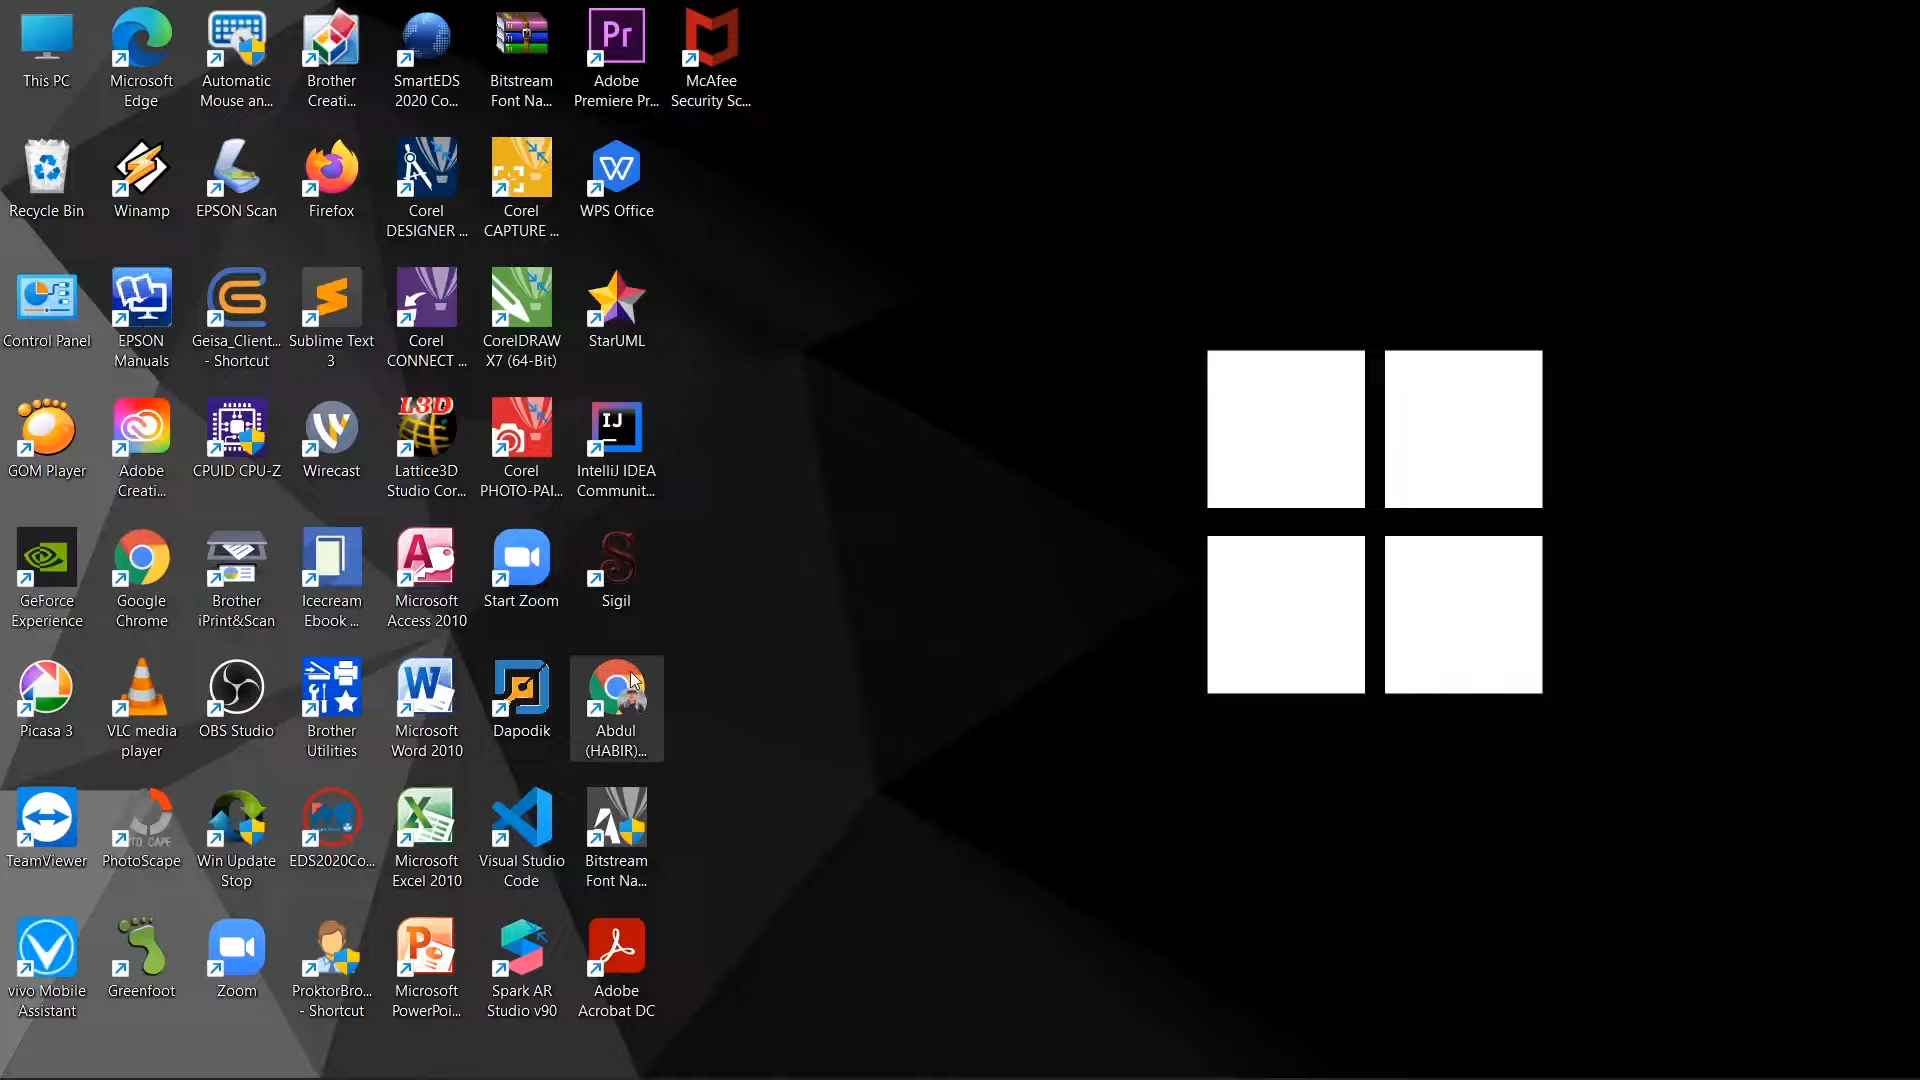 This PC
Microsoft
Edge
Automatic
Mouse an...
Brother
Creati...
SmartEDS
2020 Co...
Bitstream
Font Na...
Pr
Adobe
Premiere Pr...
McAfee
Security Sc...
Recycle Bin
Winamp
EPSON Scan
Firefox
Corel
DESIGNER ...
Corel
CAPTURE ...
W
WPS Office
Control Panel
EPSON
Manuals
Geisa_Client...
- Shortcut
Sublime Text
3
Corel
CONNECT ...
CorelDRAW
X7 (64-Bit)
StarUML
GOM Player
Adobe
Creati...
CPUID CPU-Z
Wirecast
L3D
Lattice3D
Studio Cor...
Corel
PHOTO-PAI...
IJ
IntelliJ IDEA
Communit...
GeForce
Experience
Google
Chrome
Brother
iPrint&Scan
Icecream
Ebook ...
A
Microsoft
Access 2010
Start Zoom
S
Sigil
Picasa 3
VLC media
player
OBS Studio
Brother
Utilities
W
Microsoft
Word 2010
Dapodik
Abdul
(HABIR)...
TeamViewer
PhotoScape
Win Update
Stop
EDS2020Co...
X
Microsoft
Excel 2010
Visual Studio
Code
Bitstream
Font Na...
vivo Mobile
Assistant
Greenfoot
Zoom
ProktorBro...
- Shortcut
P
Microsoft
PowerPoi...
Spark AR
Studio v90
Adobe
Acrobat DC